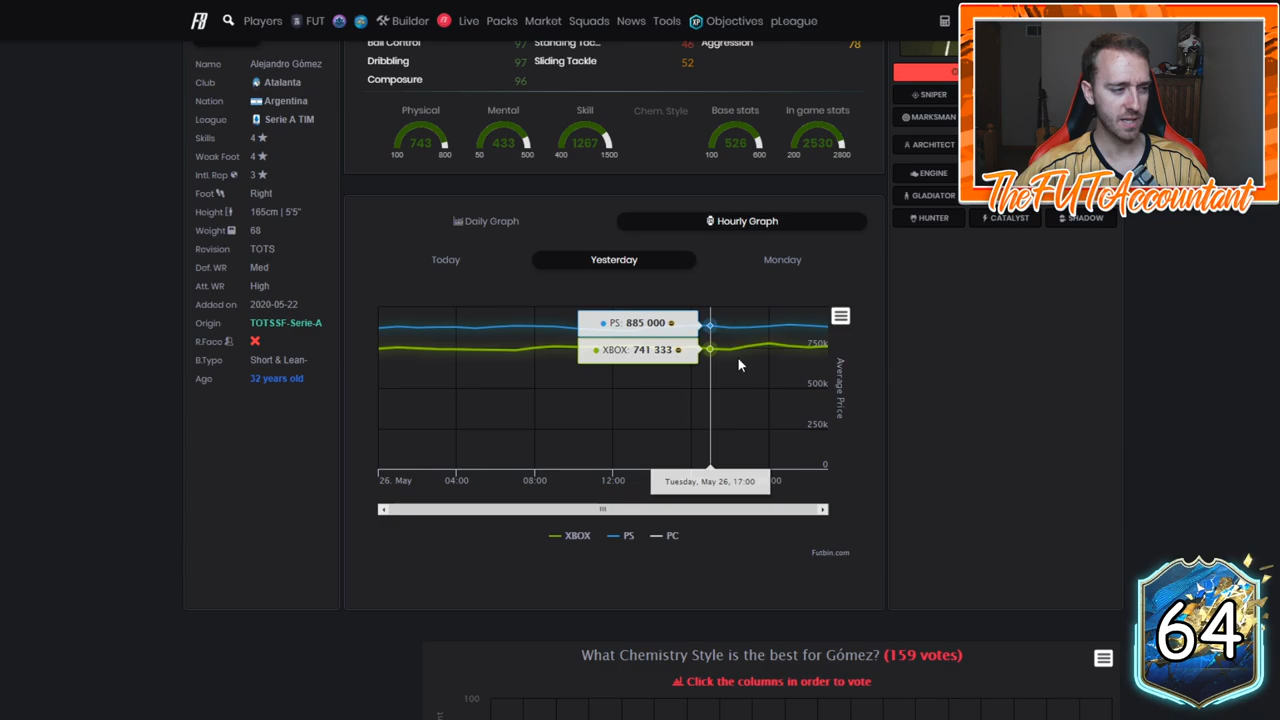 FB Players FUT Builder Live Packs Market Squads News Tools XP Objectives pLeague
Ball Control 97 Standing Tac... 46 Aggression 78
Dribbling 97 Sliding Tackle 52
Composure 96
Name Alejandro Gómez
Club Atalanta
Nation Argentina
League Serie A TIM
Skills 4
Weak Foot 4
Intl. Rep 3
Foot Right
Height 165cm | 5'5"
Weight 68
Revision TOTS
Def. WR Med
Att. WR High
Added on 2020-05-22
Origin TOTSSF-Serie-A
R.Face
B.Type Short & Lean-
Age 32 years old
Physical Mental Skill Chem. Style Base stats In game stats
743 433 1267 526 2530
100 800 50 500 400 1500 100 600 200 2800
Daily Graph Hourly Graph
Today Yesterday Monday
PS: 885 000
XBOX: 741 333
750k
500k
250k
0
Average Price
26. May 04:00 08:00 12:00 :00
Tuesday, May 26, 17:00
XBOX PS PC
Futbin.com
SNIPER
MARKSMAN
ARCHITECT
ENGINE
GLADIATOR
HUNTER CATALYST SHADOW
TheFUTAccountant
64
What Chemistry Style is the best for Gómez? (159 votes)
Click the columns in order to vote
100